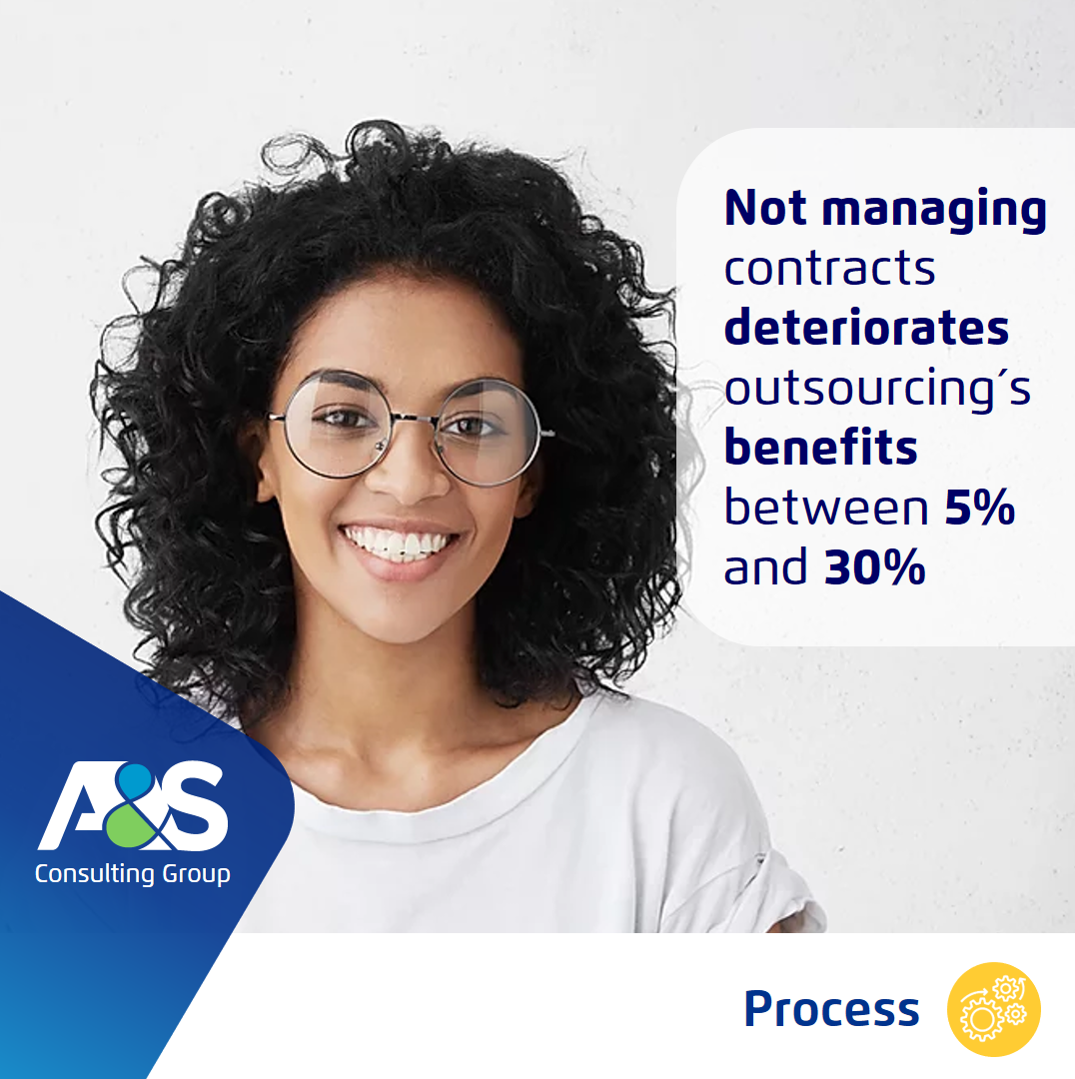 Not managing
contracts
deteriorates
outsourcing´s
benefits
between 5%
and 30%
A&S
Consulting Group
Process